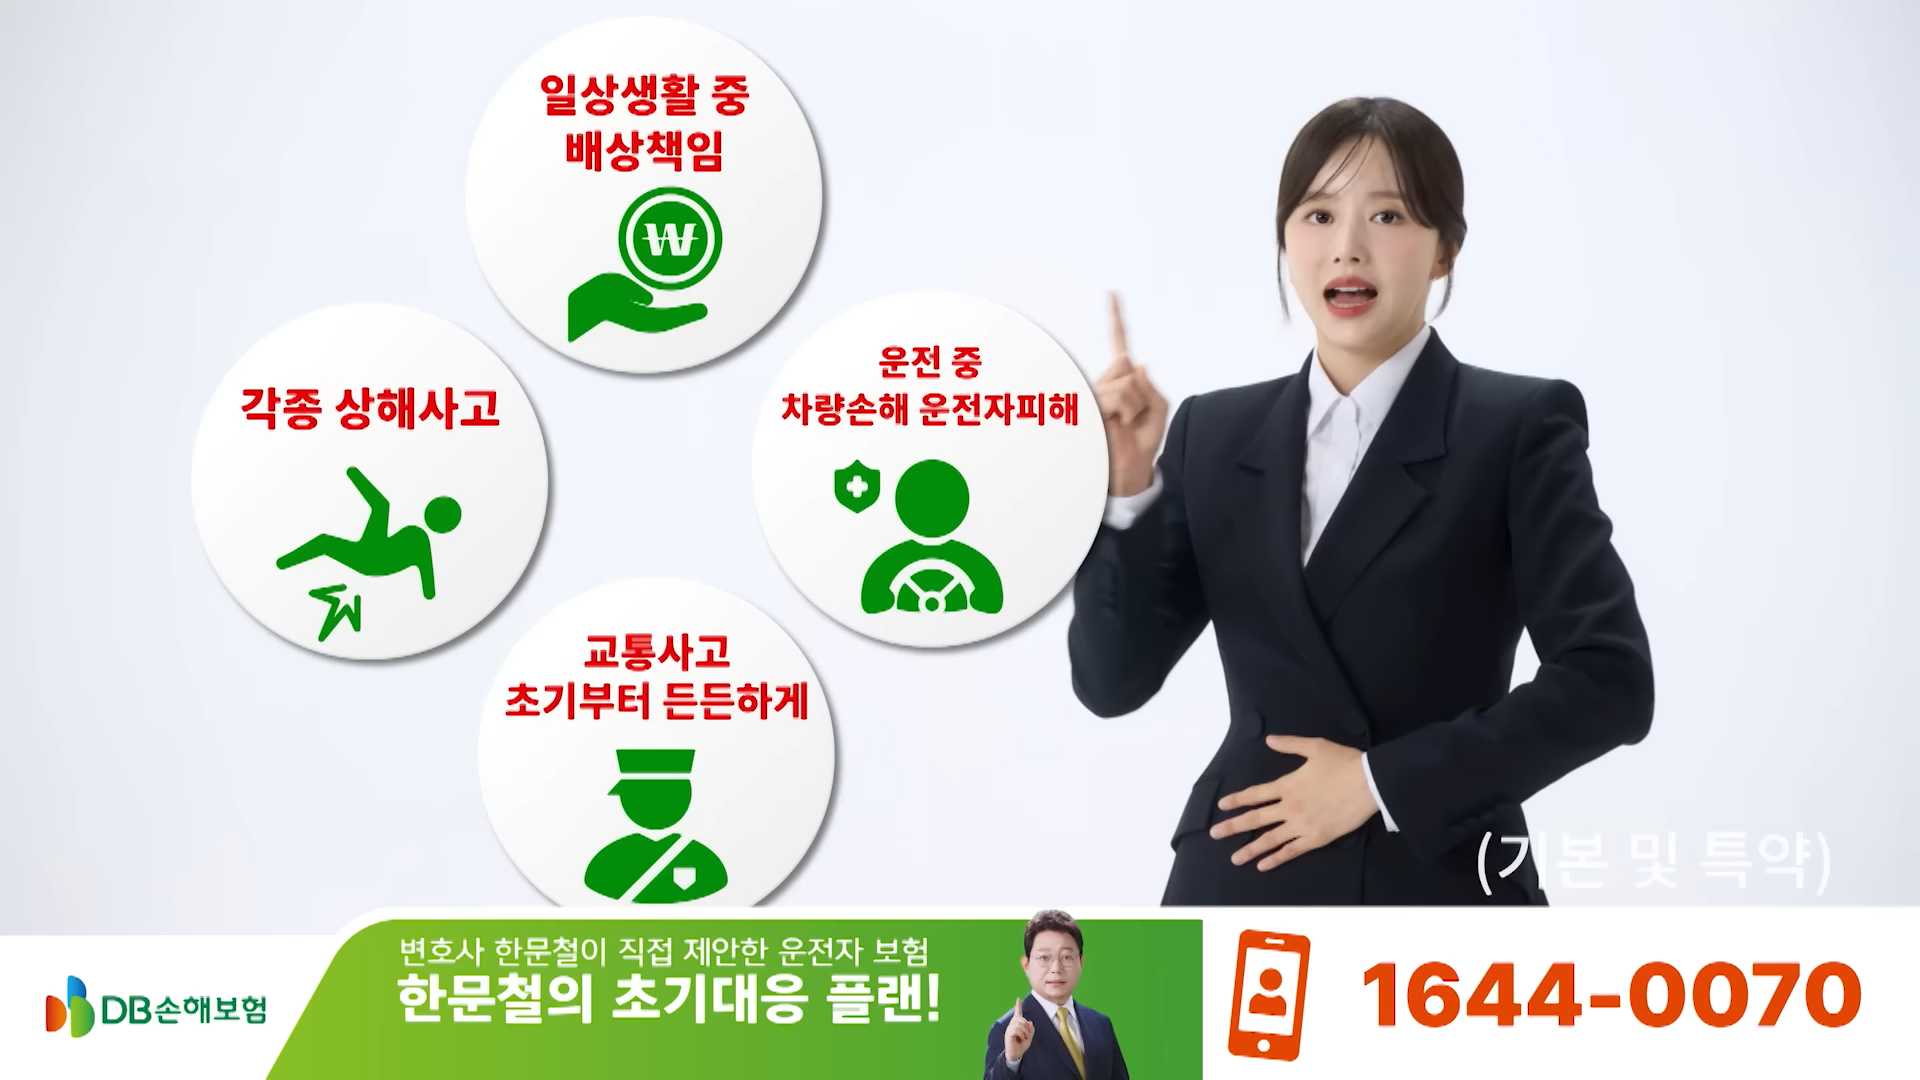 일상생활 중
배상책임
₩
각종 상해사고
운전 중
차량손해 운전자피해
교통사고
초기부터 든든하게
(기본 및 특약)
DB손해보험
변호사 한문철이 직접 제안한 운전자 보험
한문철의 초기대응 플랜!
1644-0070